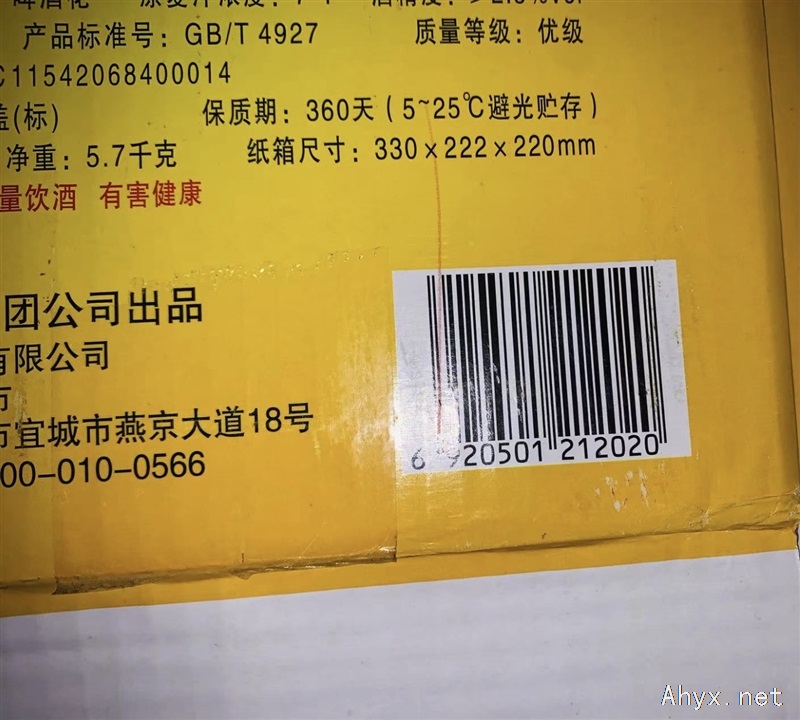 产品标准号：GB/T 4927 质量等级：优级
C11542068400014
盖(标) 保质期：360天（5~25℃避光贮存）
净重：5.7千克 纸箱尺寸：330×222×220mm
量饮酒 有害健康
团公司出品
有限公司
市
市宜城市燕京大道18号
00-010-0566
6 920501 212020
Ahyx.net